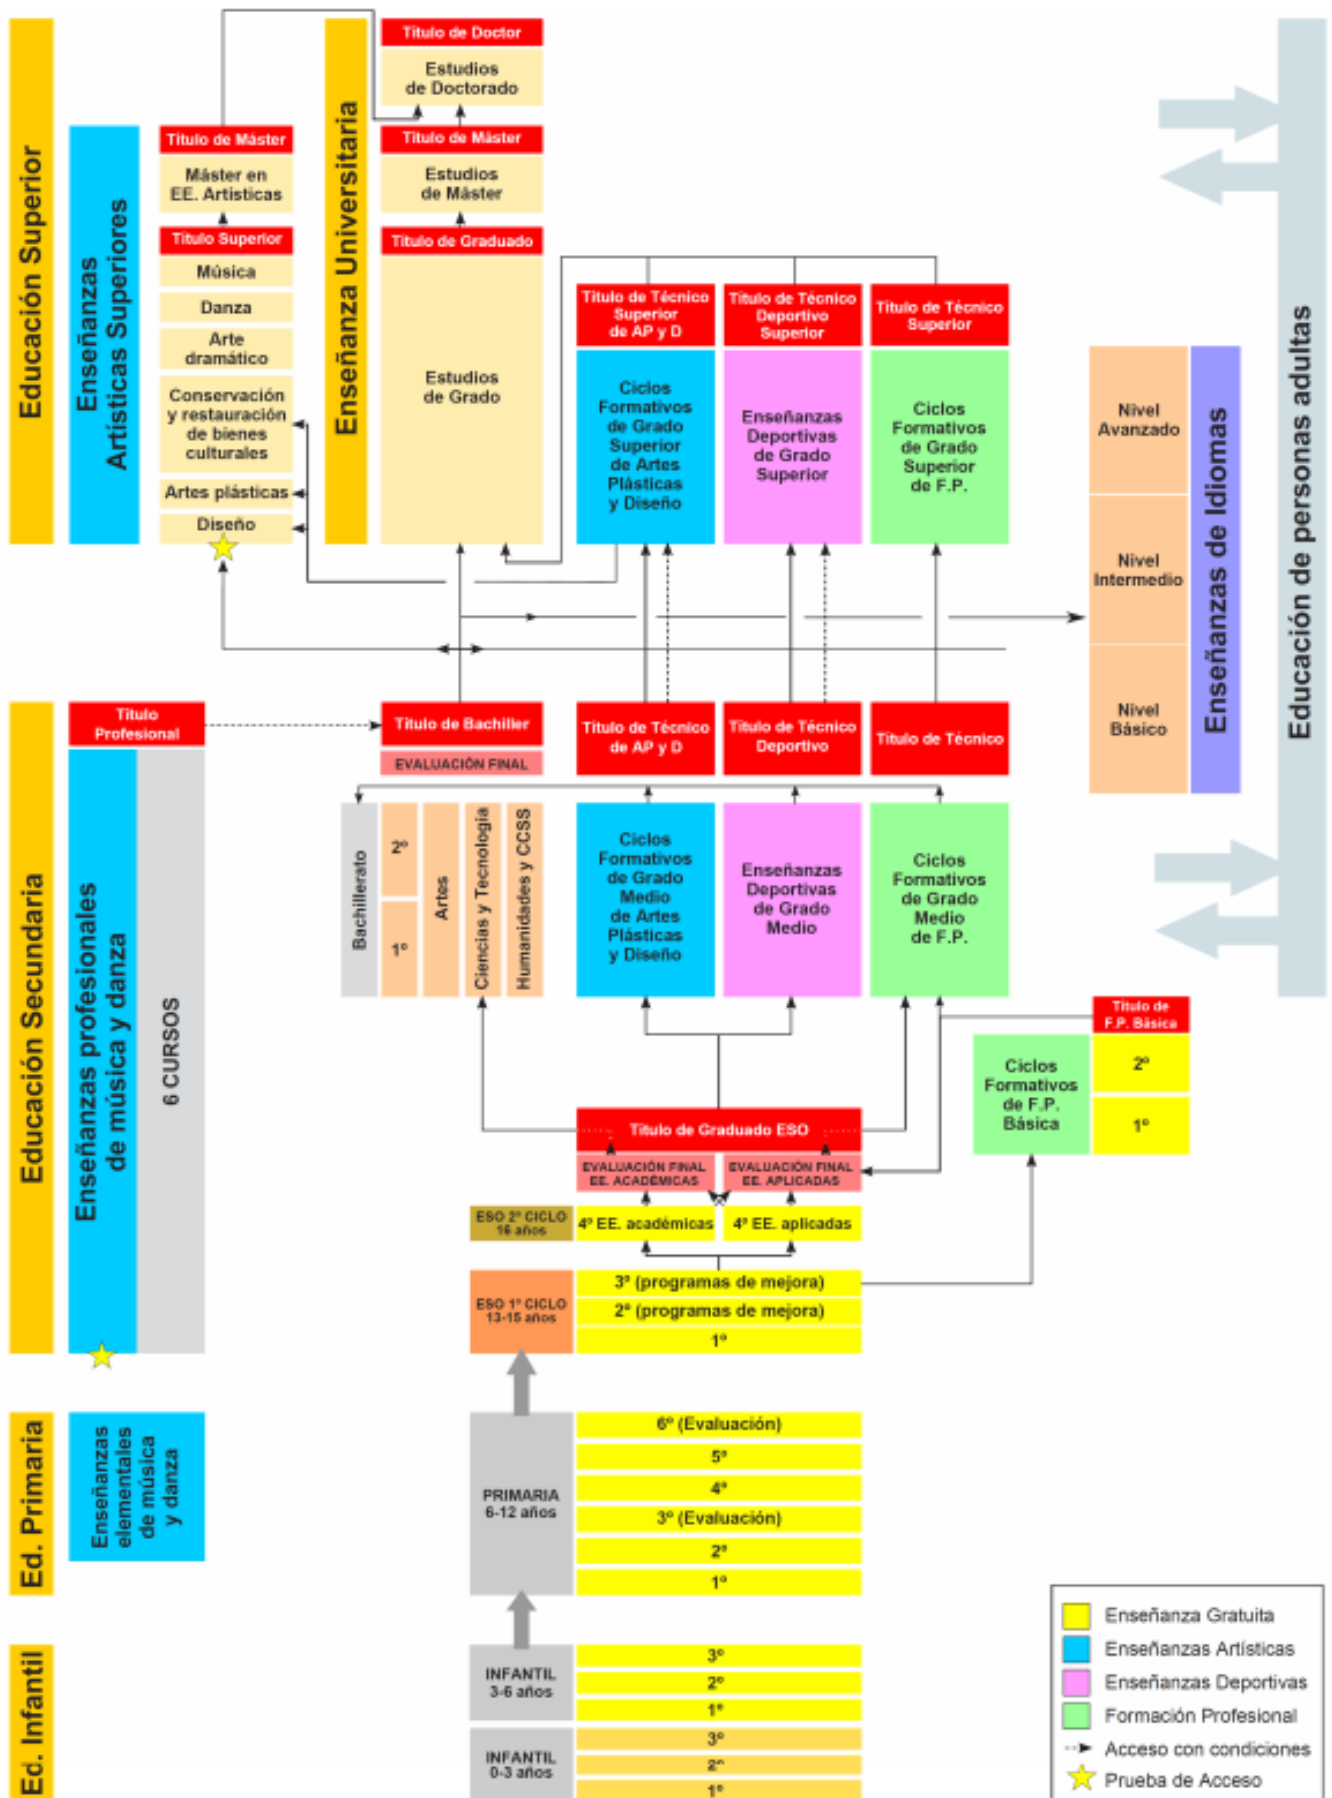 Educación Superior
Enseñanzas
Artísticas Superiores
Título de Máster
Máster en
EE. Artísticas
Título Superior
Música
Danza
Arte
dramático
Conservación
y restauración
de bienes
culturales
Artes plásticas
Diseño
Enseñanza Universitaria
Título de Doctor
Estudios
de Doctorado
Título de Máster
Estudios
de Máster
Título de Graduado
Estudios
de Grado
Título de Técnico
Superior
de AP y D
Ciclos
Formativos
de Grado
Superior
de Artes
Plásticas
y Diseño
Título de Técnico
Deportivo
Superior
Enseñanzas
Deportivas
de Grado
Superior
Título de Técnico
Superior
Ciclos
Formativos
de Grado
Superior
de F.P.
Nivel
Avanzado
Nivel
Intermedio
Nivel
Básico
Enseñanzas de Idiomas
Educación de personas adultas
Educación Secundaria
Título
Profesional
Enseñanzas profesionales
de música y danza
6 CURSOS
Título de Bachiller
EVALUACIÓN FINAL
Bachillerato
2º
1º
Artes
Ciencias y Tecnología
Humanidades y CCSS
Título de Técnico
de AP y D
Ciclos
Formativos
de Grado
Medio
de Artes
Plásticas
y Diseño
Título de Técnico
Deportivo
Enseñanzas
Deportivas
de Grado
Medio
Título de Técnico
Ciclos
Formativos
de Grado
Medio
de F.P.
Título de
F.P. Básica
Ciclos
Formativos
de F.P.
Básica
2º
1º
Título de Graduado ESO
EVALUACIÓN FINAL
EE. ACADÉMICAS
EVALUACIÓN FINAL
EE. APLICADAS
ESO 2º CICLO
16 años
4º EE. académicas
4º EE. aplicadas
ESO 1º CICLO
13-15 años
3º (programas de mejora)
2º (programas de mejora)
1º
Ed. Primaria
Enseñanzas
elementales
de música
y danza
PRIMARIA
6-12 años
6º (Evaluación)
5º
4º
3º (Evaluación)
2º
1º
Ed. Infantil
INFANTIL
3-6 años
3º
2º
1º
INFANTIL
0-3 años
3º
2º
1º
Enseñanza Gratuita
Enseñanzas Artísticas
Enseñanzas Deportivas
Formación Profesional
Acceso con condiciones
Prueba de Acceso